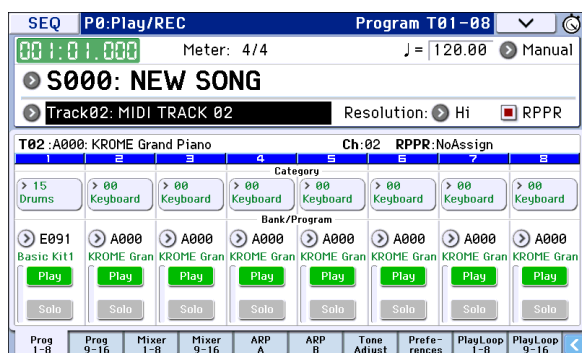 SEQ P0:Play/REC Program T01-08
001:01.000 Meter: 4/4 ♩= 120.00 Manual
S000: NEW SONG
Track02: MIDI TRACK 02 Resolution: Hi RPPR
T02:A000: KROME Grand Piano Ch:02 RPPR:NoAssign
1 2 3 4 5 6 7 8
Category
> 15 > 00 > 00 > 00 > 00 > 00 > 00 > 00
Drums Keyboard Keyboard Keyboard Keyboard Keyboard Keyboard Keyboard
Bank/Program
E091 A000 A000 A000 A000 A000 A000 A000
Basic Kit1 KROME Gran KROME Gran KROME Gran KROME Gran KROME Gran KROME Gran KROME Gran
Play Play Play Play Play Play Play Play
Solo Solo Solo Solo Solo Solo Solo Solo
Prog Prog Mixer Mixer ARP ARP Tone Prefe- PlayLoop PlayLoop
1-8 9-16 1-8 9-16 A B Adjust rences 1-8 9-16